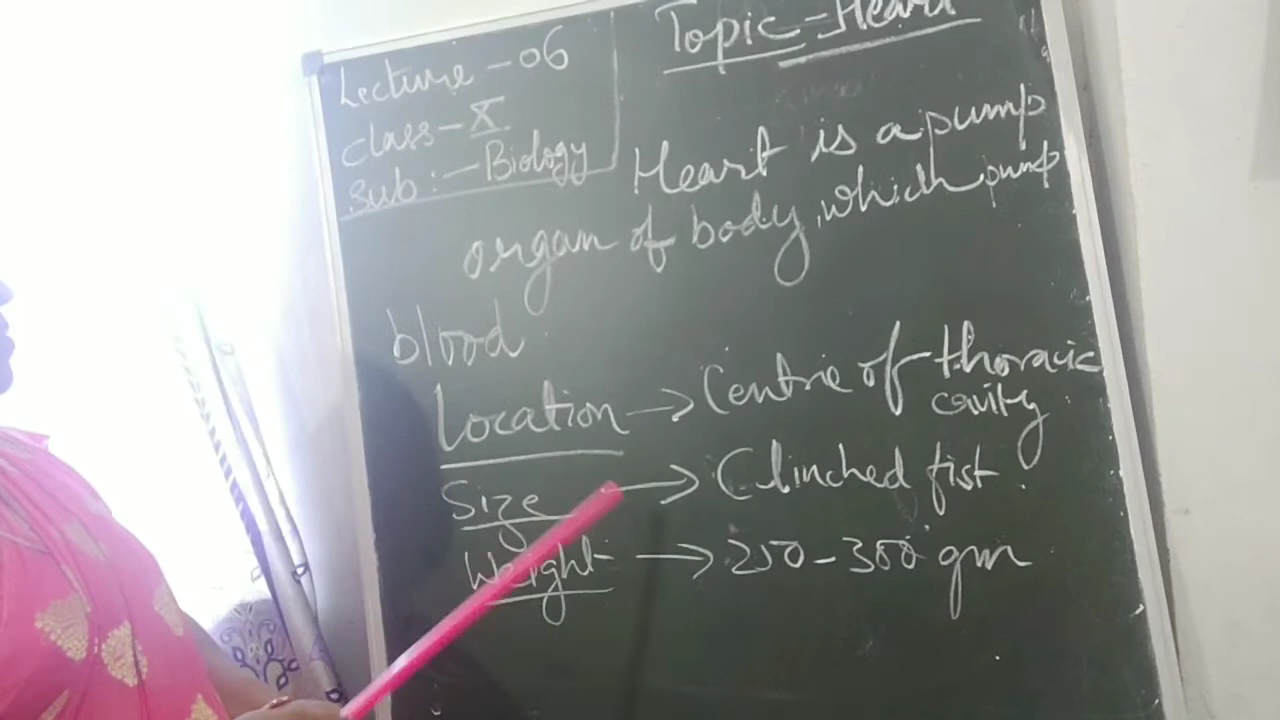 Lecture - 06
Class - X
Sub :- Biology
Topic - Heart
Heart is a pump
organ of body, which pump
blood
Location → Centre of thoracic
cavity
Size → Clinched fist
Weight → 250-300 gm